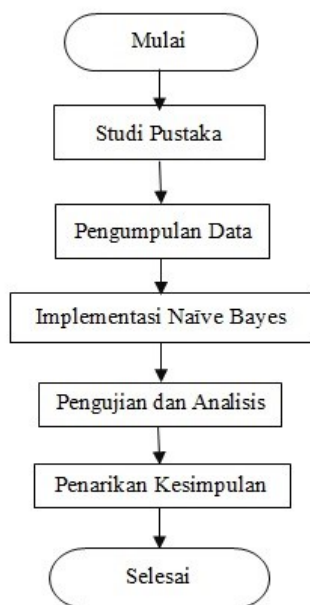 Mulai
Studi Pustaka
Pengumpulan Data
Implementasi Naïve Bayes
Pengujian dan Analisis
Penarikan Kesimpulan
Selesai